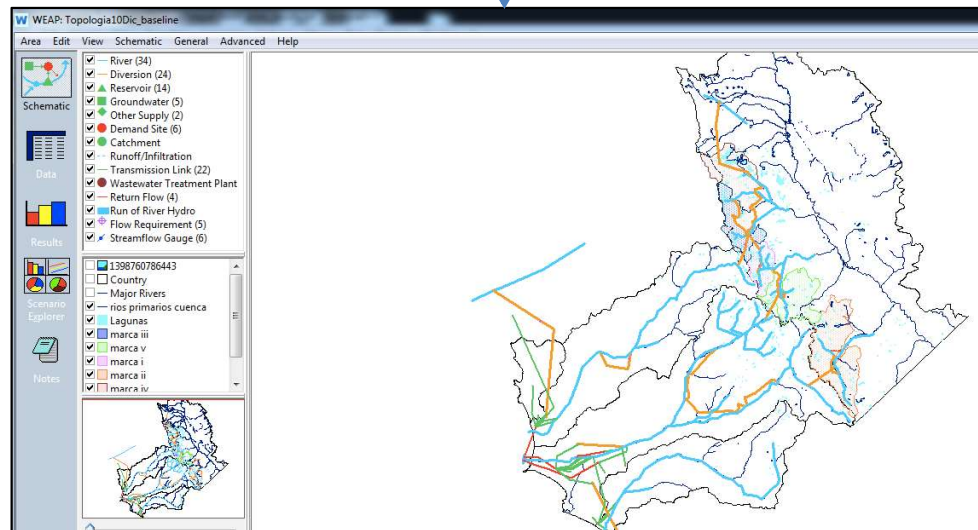 WEAP: Topologia10Dic_baseline
Area Edit View Schematic General Advanced Help
Schematic
Data
Results
Scenario
Explorer
Notes
River (34)
Diversion (24)
Reservoir (14)
Groundwater (5)
Other Supply (2)
Demand Site (6)
Catchment
Runoff/Infiltration
Transmission Link (22)
Wastewater Treatment Plant
Return Flow (4)
Run of River Hydro
Flow Requirement (5)
Streamflow Gauge (6)
1398760786443
Country
Major Rivers
rios primarios cuenca
Lagunas
marca iii
marca v
marca i
marca ii
marca iv